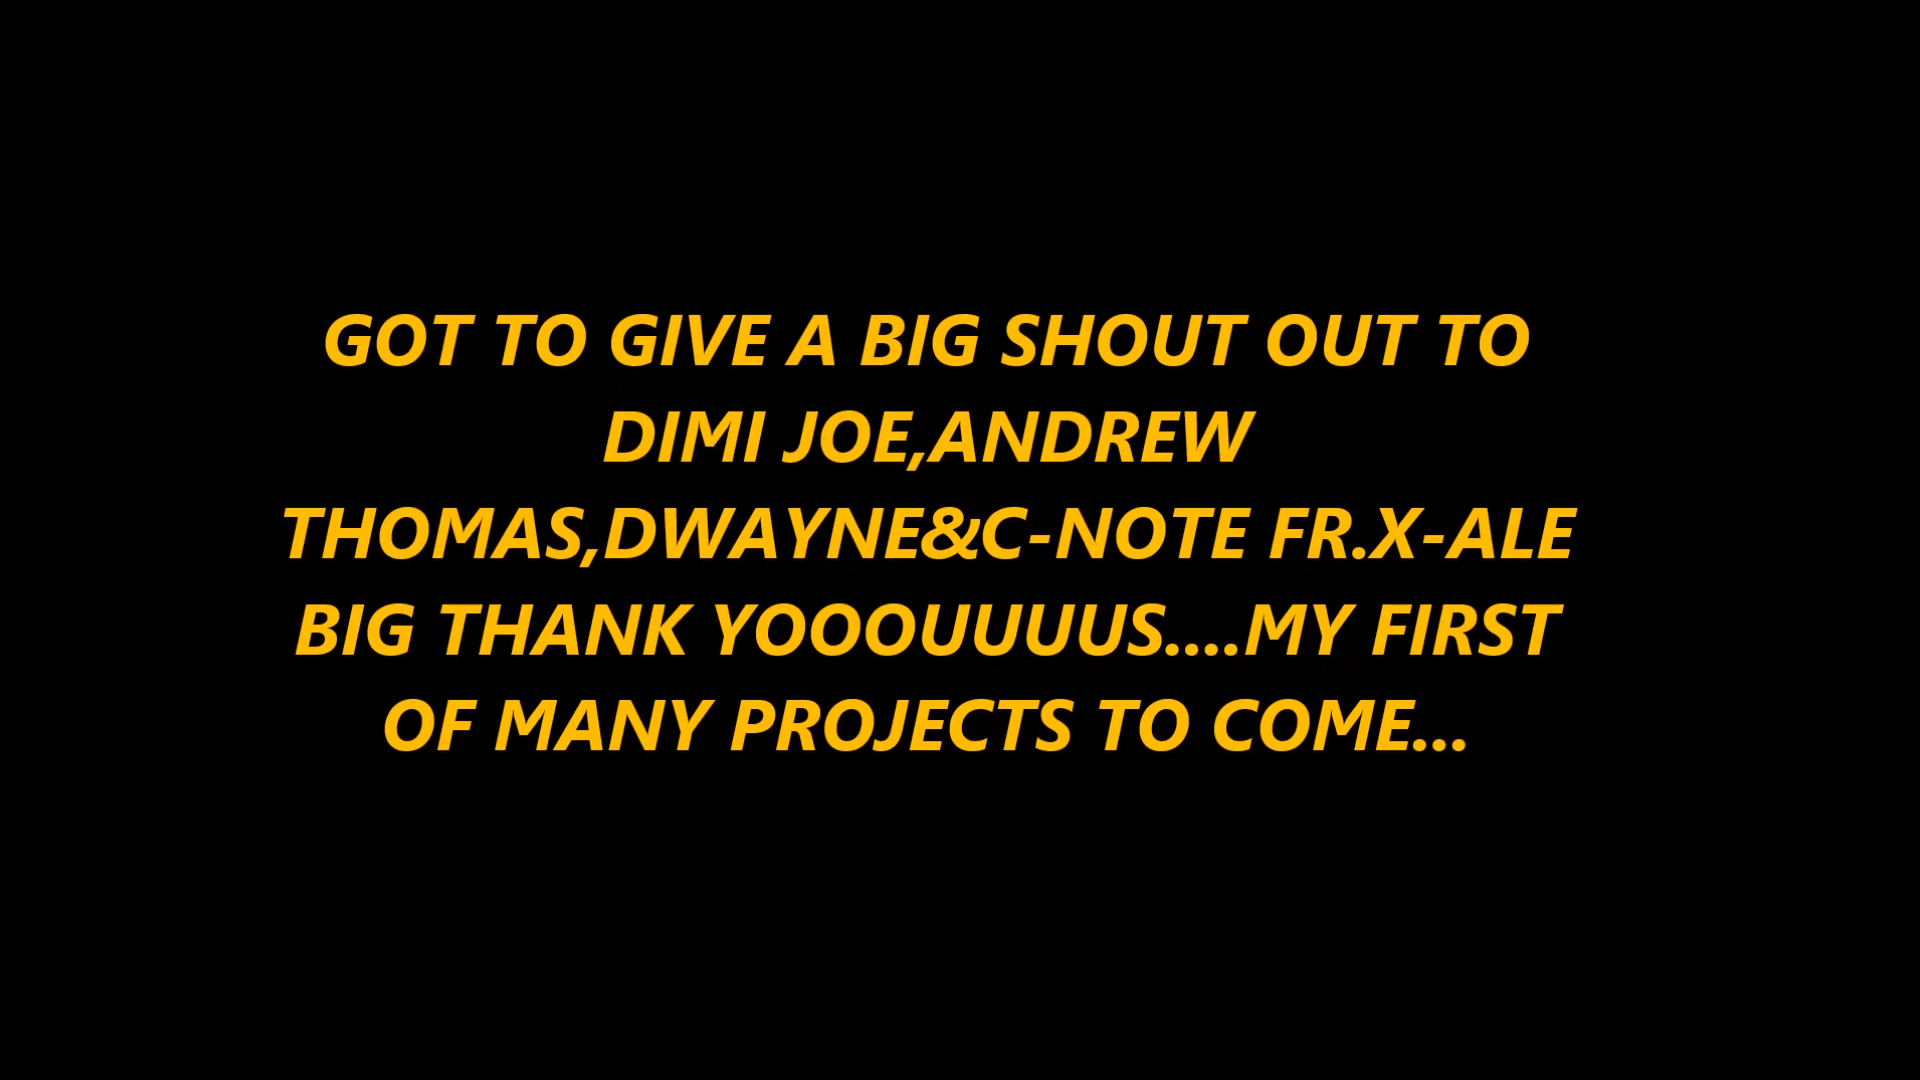 GOT TO GIVE A BIG SHOUT OUT TO
DIMI JOE,ANDREW
THOMAS,DWAYNE&C-NOTE FR.X-ALE
BIG THANK YOOOUUUUS....MY FIRST
OF MANY PROJECTS TO COME...